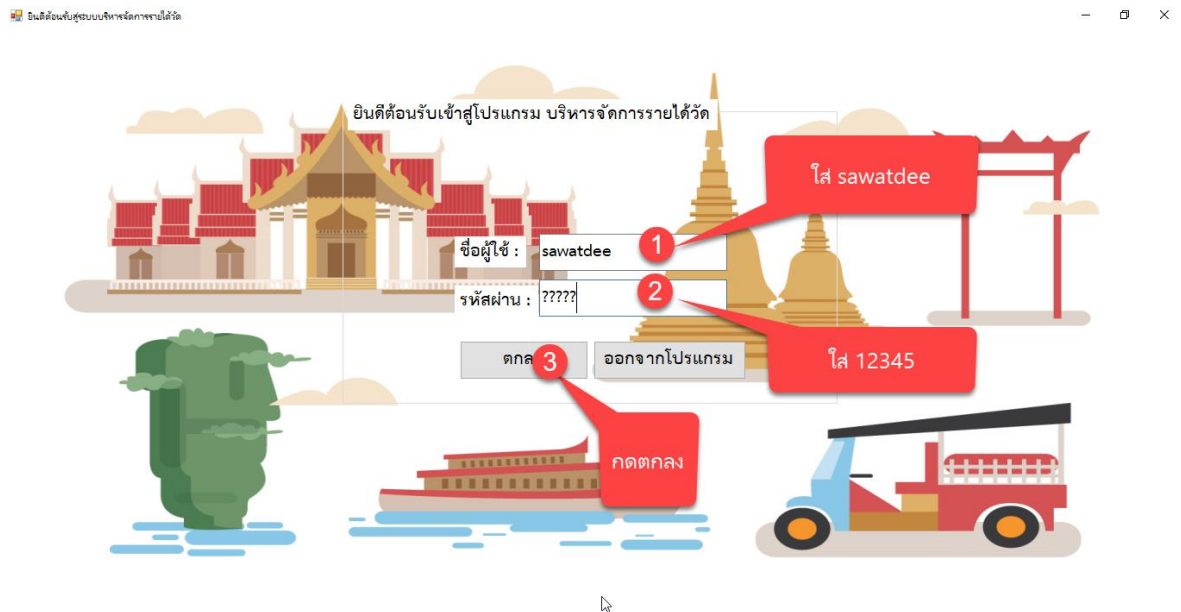 ยินดีต้อนรับสู่ระบบบริหารจัดการรายได้วัด
ยินดีต้อนรับเข้าสู่โปรแกรม บริหารจัดการรายได้วัด
ใส่ sawatdee
ชื่อผู้ใช้ : sawatdee 1
รหัสผ่าน : ????? 2
ตกล 3 ออกจากโปรแกรม
ใส่ 12345
กดตกลง